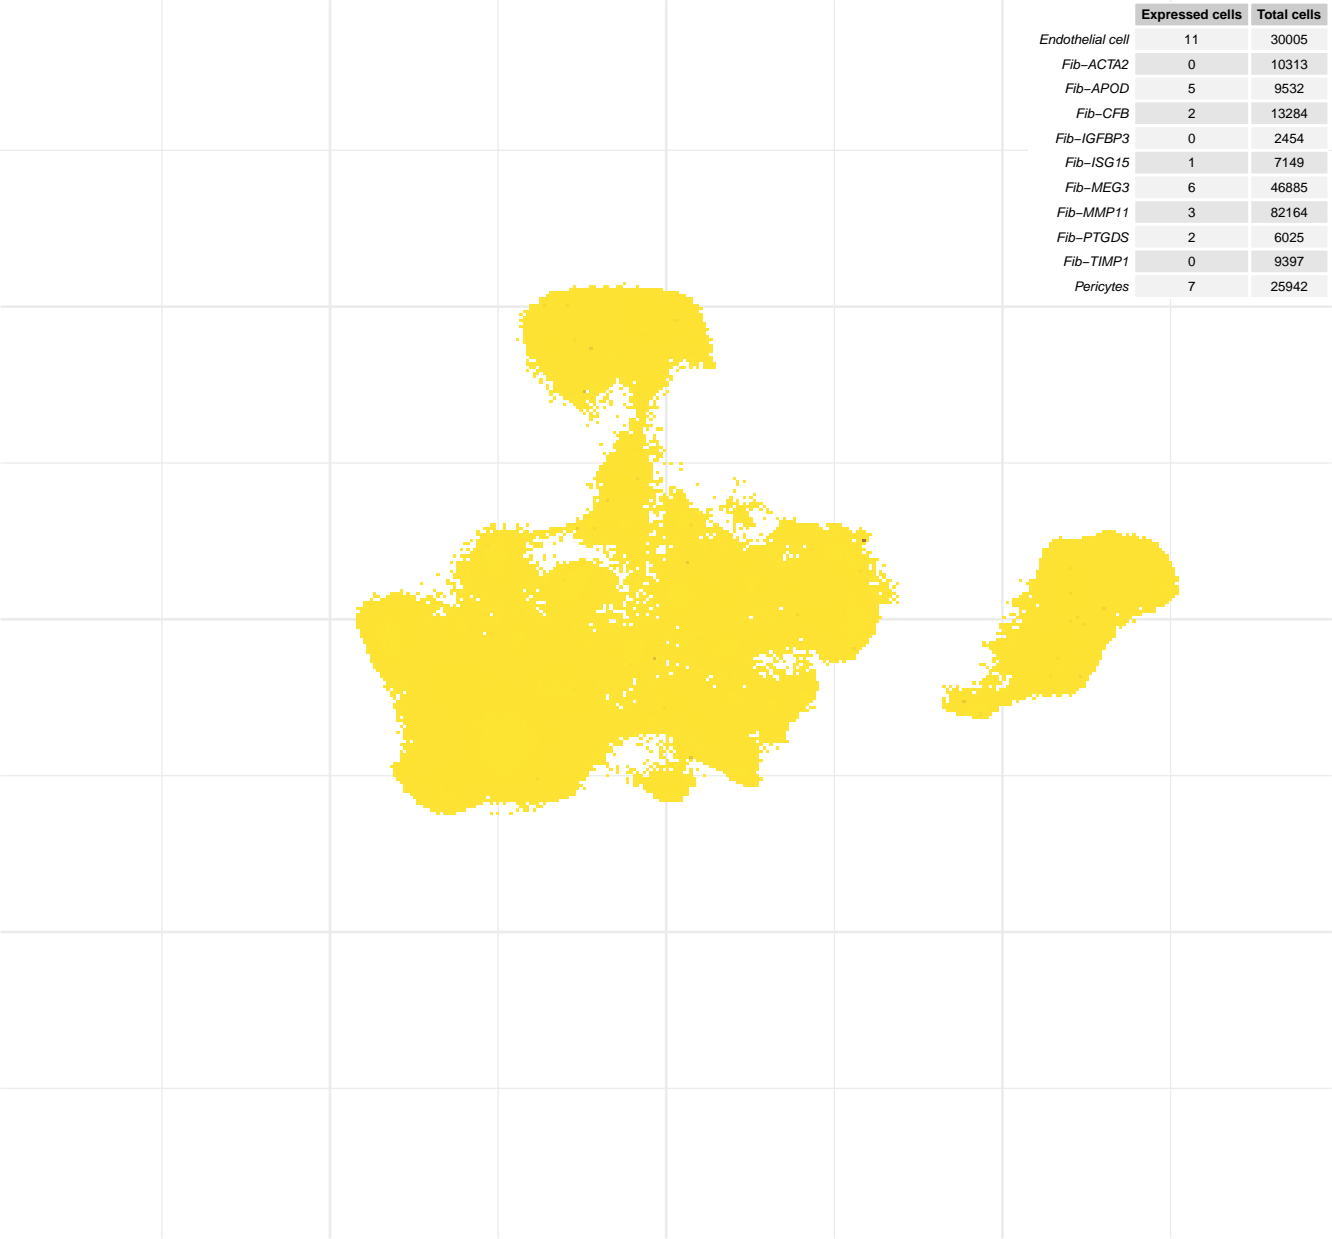 Expressed cells Total cells
Endothelial cell 11 30005
Fib−ACTA2 0 10313
Fib−APOD 5 9532
Fib−CFB 2 13284
Fib−IGFBP3 0 2454
Fib−ISG15 1 7149
Fib−MEG3 6 46885
Fib−MMP11 3 82164
Fib−PTGDS 2 6025
Fib−TIMP1 0 9397
Pericytes 7 25942